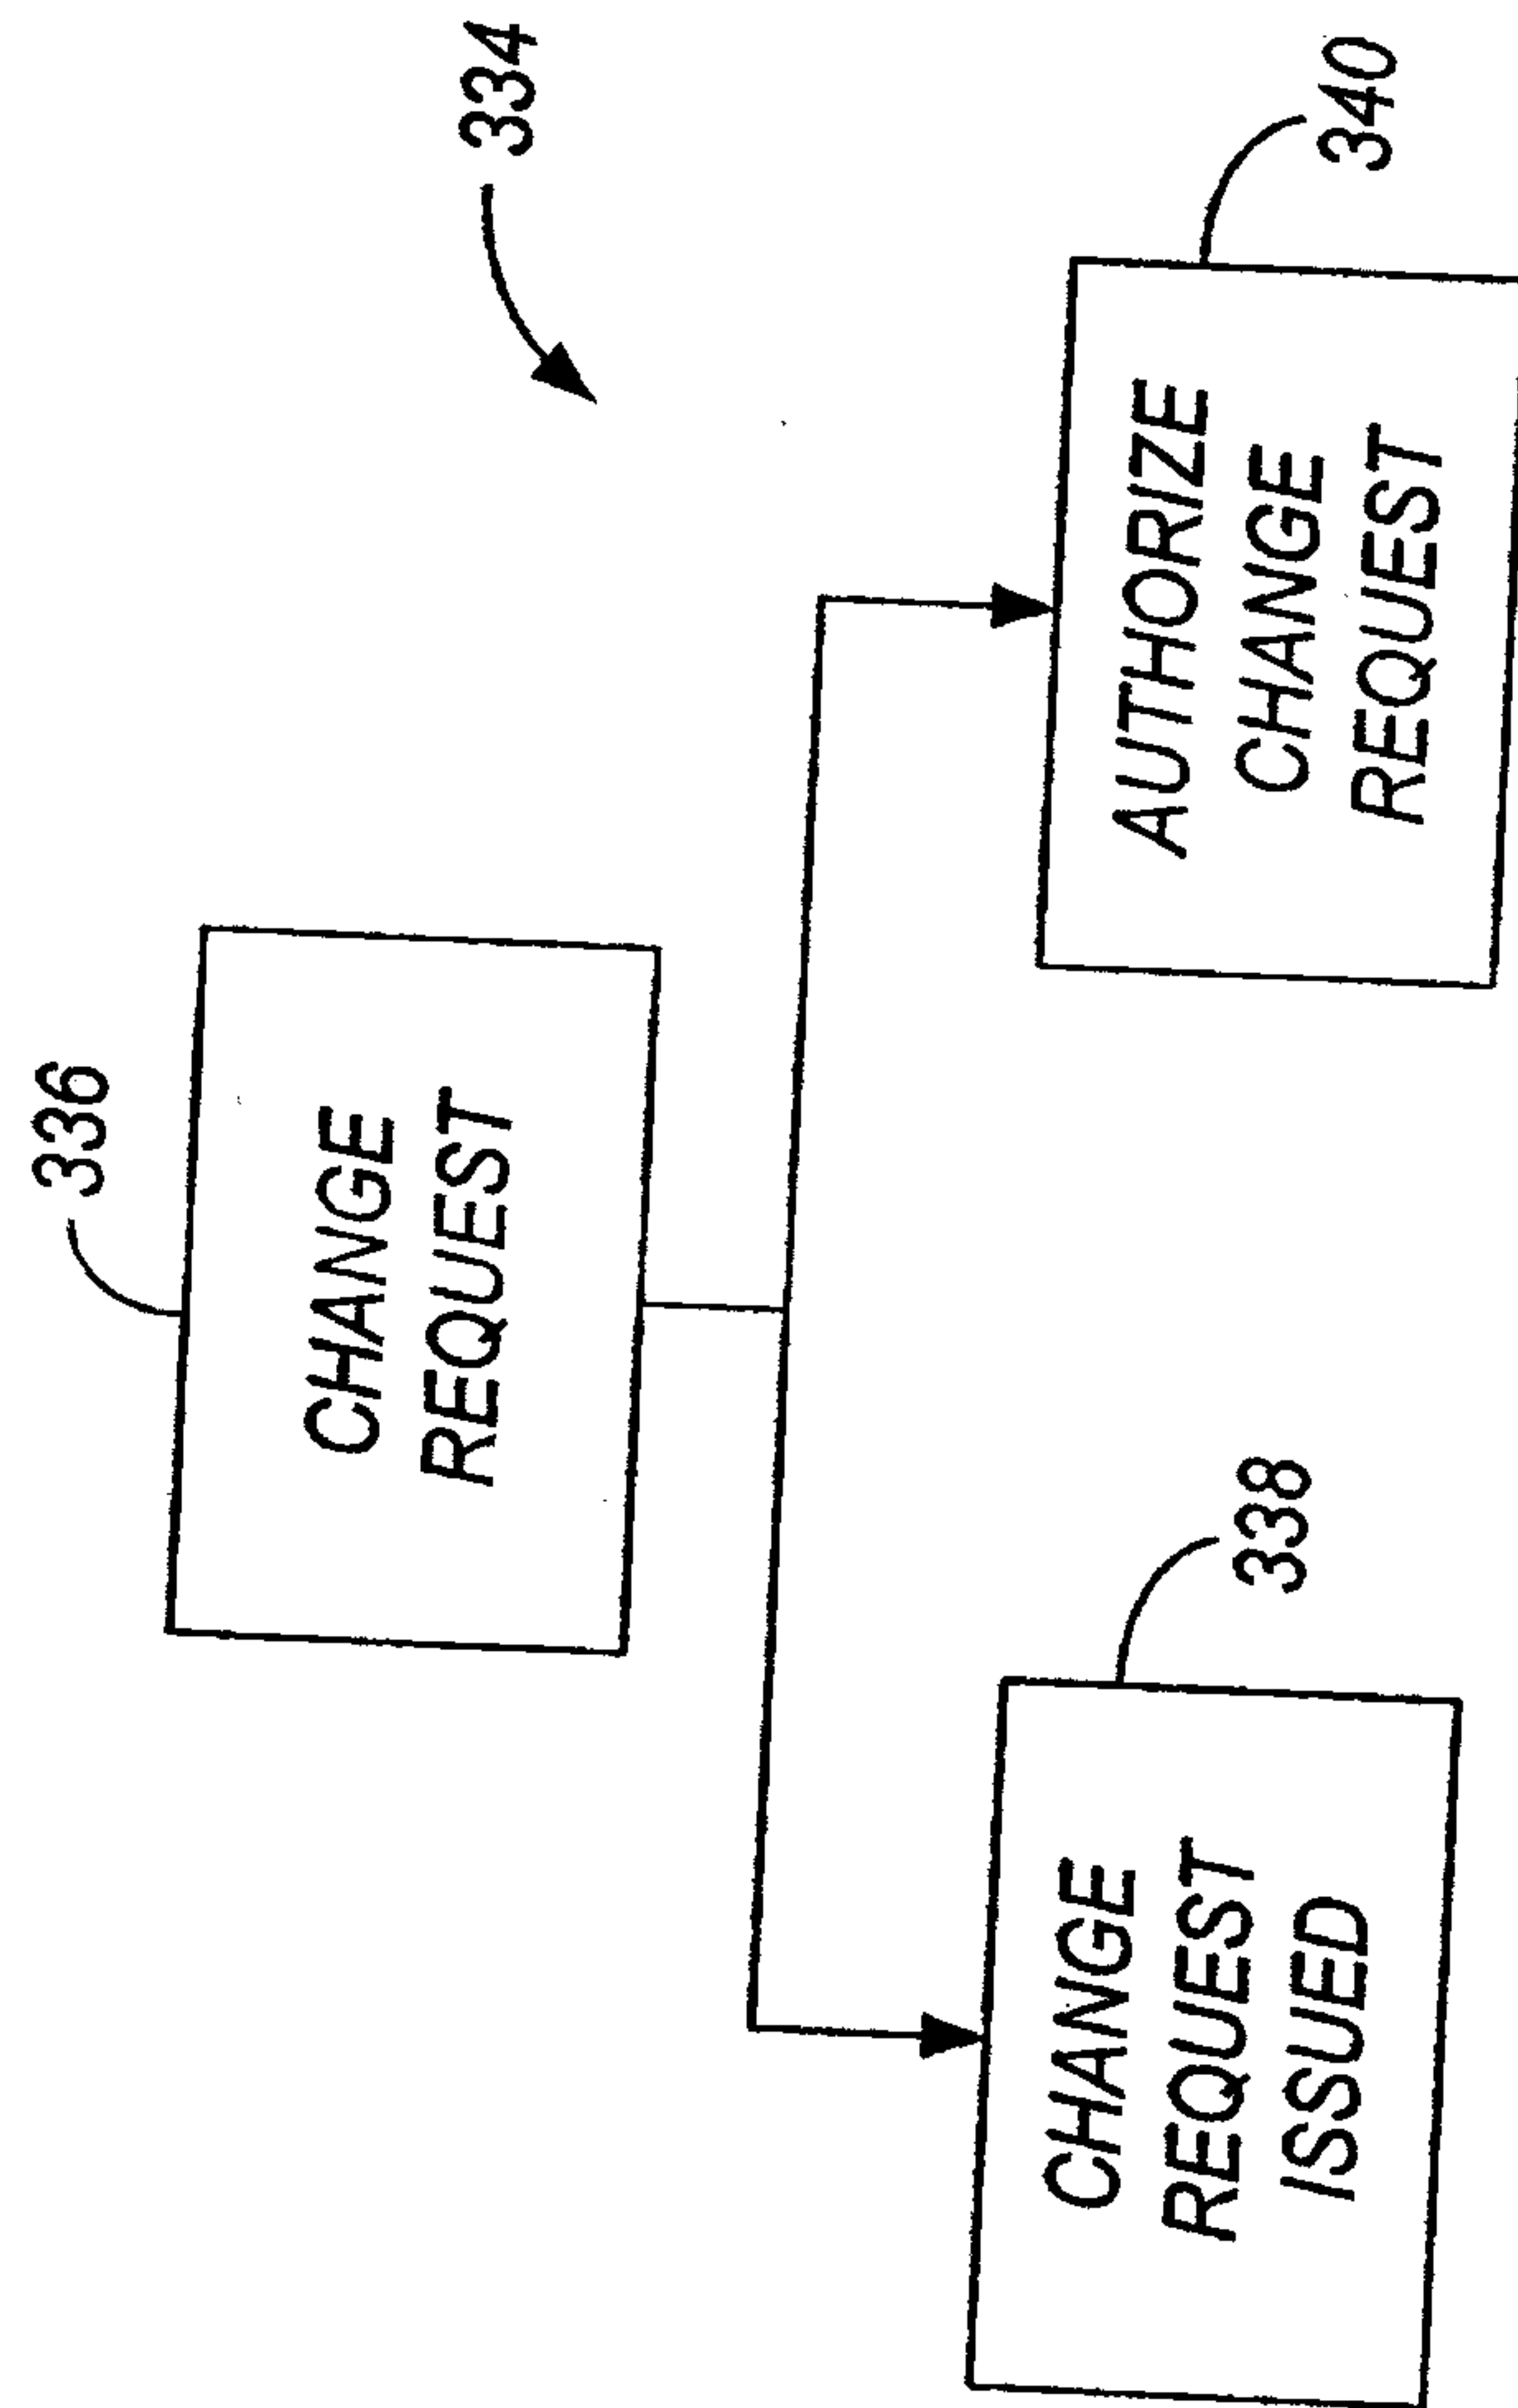 334
336
CHANGE
REQUEST
338
CHANGE
REQUEST
ISSUED
340
AUTHORIZE
CHANGE
REQUEST